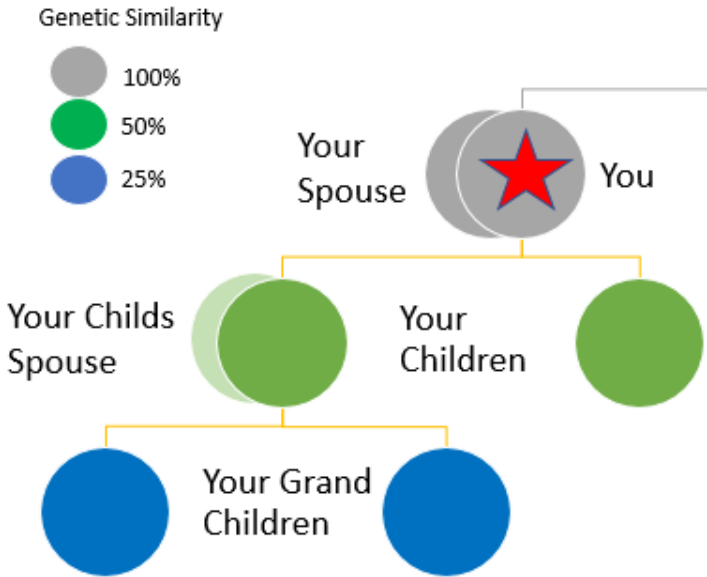 Genetic Similarity
100%
50%
25%
Your
Spouse
You
Your Childs
Spouse
Your
Children
Your Grand
Children